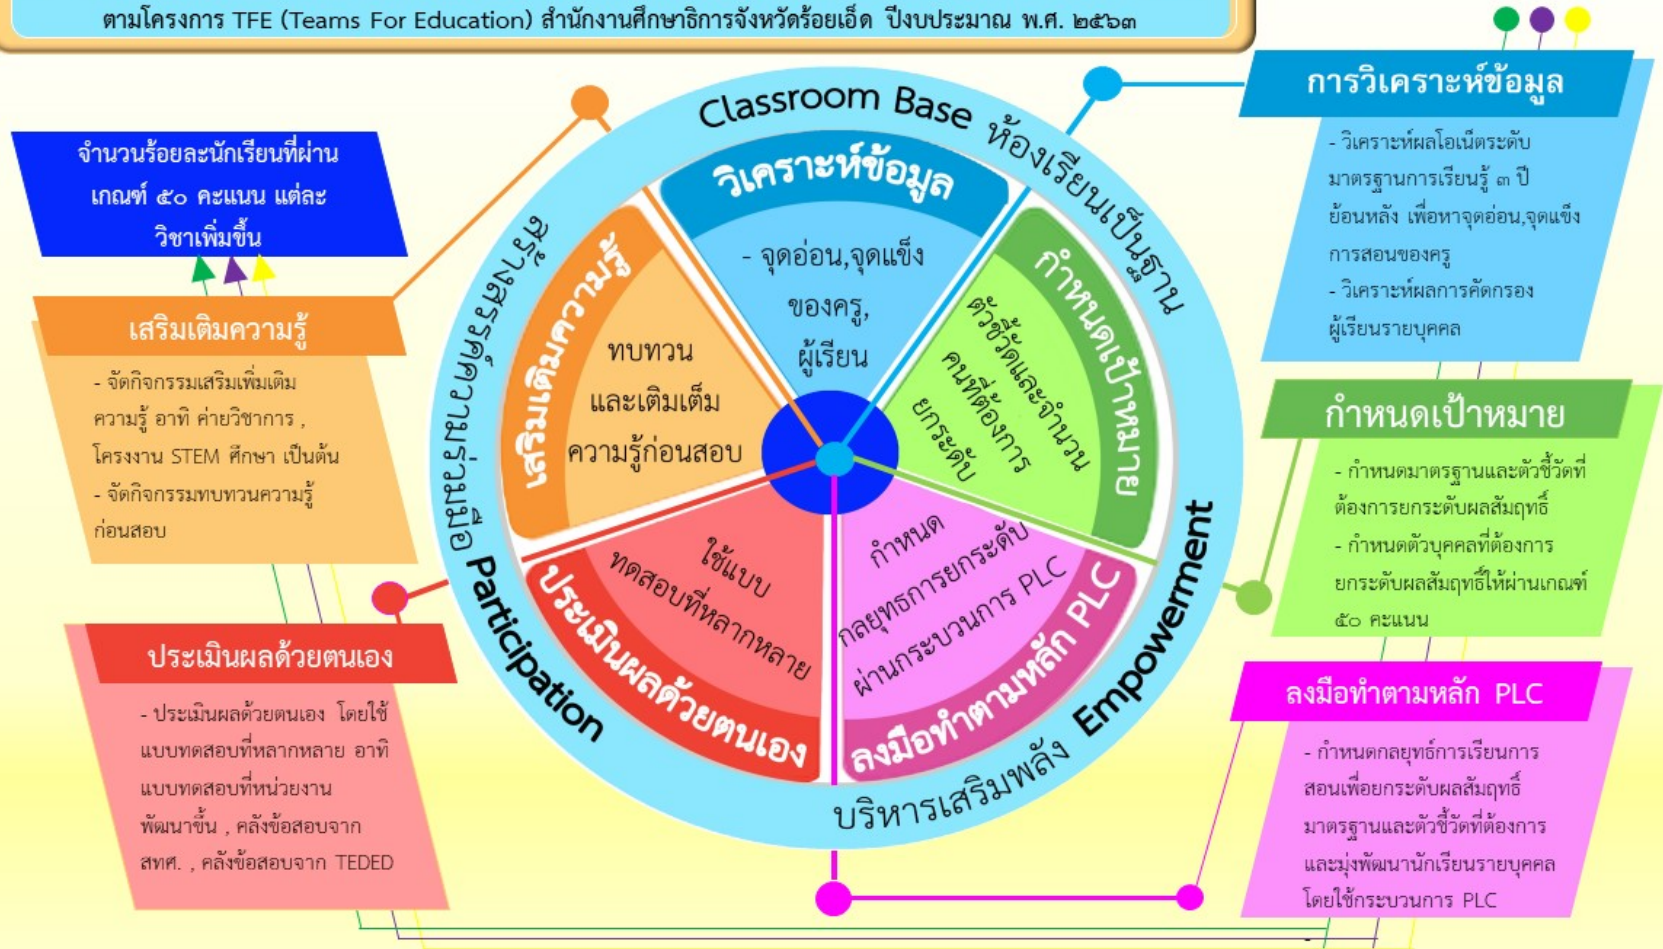 ตามโครงการ TFE (Teams For Education) สำนักงานศึกษาธิการจังหวัดร้อยเอ็ด ปีงบประมาณ พ.ศ. ๒๕๖๓
จำนวนร้อยละนักเรียนที่ผ่าน
เกณฑ์ ๕๐ คะแนน แต่ละ
วิชาเพิ่มขึ้น
เสริมเติมความรู้
- จัดกิจกรรมเสริมเพิ่มเติม
ความรู้ อาทิ ค่ายวิชาการ ,
โครงงาน STEM ศึกษา เป็นต้น
- จัดกิจกรรมทบทวนความรู้
ก่อนสอบ
ประเมินผลด้วยตนเอง
- ประเมินผลด้วยตนเอง โดยใช้
แบบทดสอบที่หลากหลาย อาทิ
แบบทดสอบที่หน่วยงาน
พัฒนาขึ้น , คลังข้อสอบจาก
สทศ. , คลังข้อสอบจาก TEDED
Classroom Base ห้องเรียนเป็นฐาน
บริหารเสริมพลัง Empowerment
สร้างสรรค์ความร่วมมือ Participation
วิเคราะห์ข้อมูล
- จุดอ่อน,จุดแข็ง
ของครู,
ผู้เรียน
กำหนดเป้าหมาย
ตัวชี้วัดและจำนวน
คนที่ต้องการ
ยกระดับ
ลงมือทำตามหลัก PLC
กำหนด
กลยุทธการยกระดับ
ผ่านกระบวนการ PLC
ประเมินผลด้วยตนเอง
ใช้แบบ
ทดสอบที่หลากหลาย
เสริมเติมความรู้
ทบทวน
และเติมเต็ม
ความรู้ก่อนสอบ
การวิเคราะห์ข้อมูล
- วิเคราะห์ผลโอเน็ตระดับ
มาตรฐานการเรียนรู้ ๓ ปี
ย้อนหลัง เพื่อหาจุดอ่อน,จุดแข็ง
การสอนของครู
- วิเคราะห์ผลการคัดกรอง
ผู้เรียนรายบุคคล
กำหนดเป้าหมาย
- กำหนดมาตรฐานและตัวชี้วัดที่
ต้องการยกระดับผลสัมฤทธิ์
- กำหนดตัวบุคคลที่ต้องการ
ยกระดับผลสัมฤทธิ์ให้ผ่านเกณฑ์
๕๐ คะแนน
ลงมือทำตามหลัก PLC
- กำหนดกลยุทธ์การเรียนการ
สอนเพื่อยกระดับผลสัมฤทธิ์
มาตรฐานและตัวชี้วัดที่ต้องการ
และมุ่งพัฒนานักเรียนรายบุคคล
โดยใช้กระบวนการ PLC
-